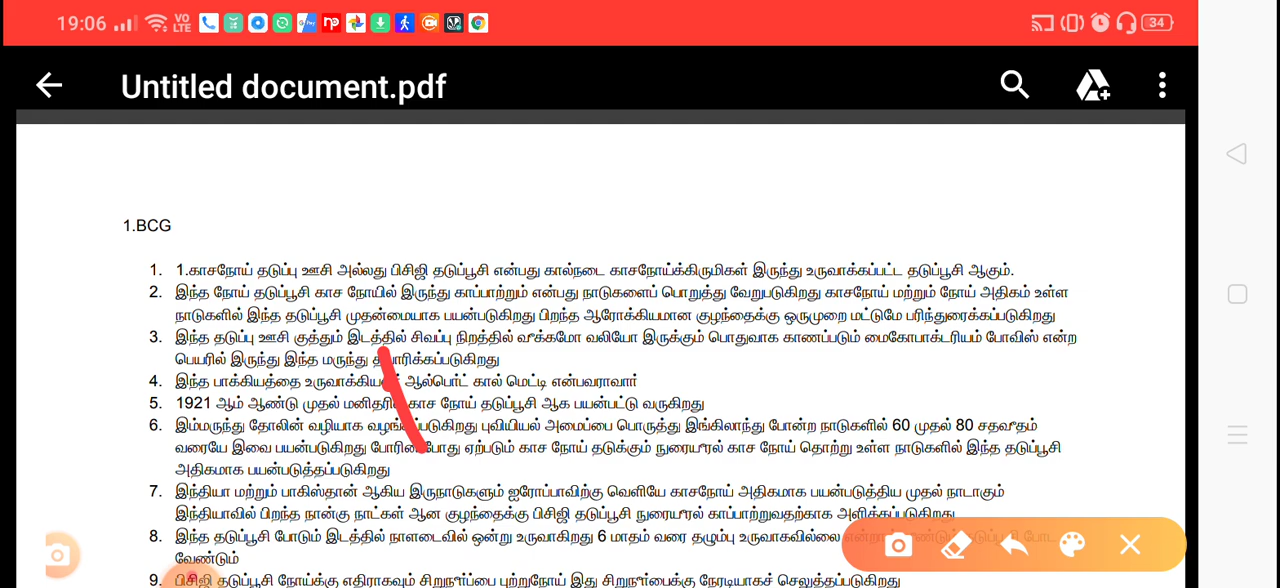 19:06 VO LTE G Pay np 34
Untitled document.pdf
1.BCG
1. 1.காசநோய் தடுப்பு ஊசி அல்லது பிசிஜி தடுப்பூசி என்பது கால்நடை காசநோய்க்கிருமிகள் இருந்து உருவாக்கப்பட்ட தடுப்பூசி ஆகும்.
2. இந்த நோய் தடுப்பூசி காச நோயில் இருந்து காப்பாற்றும் என்பது நாடுகளைப் பொறுத்து வேறுபடுகிறது காசநோய் மற்றும் நோய் அதிகம் உள்ள
நாடுகளில் இந்த தடுப்பூசி முதன்மையாக பயன்படுகிறது பிறந்த ஆரோக்கியமான குழந்தைக்கு ஒருமுறை மட்டுமே பரிந்துரைக்கப்படுகிறது
3. இந்த தடுப்பு ஊசி குத்தும் இடத்தில் சிவப்பு நிறத்தில் வீக்கமோ வலியோ இருக்கும் பொதுவாக காணப்படும் மைகோபாக்டரியம் போவிஸ் என்ற
பெயரில் இருந்து இந்த மருந்து தயாரிக்கப்படுகிறது
4. இந்த பாக்கியத்தை ஆல்பெர்ட் கால் மெட்டி என்பவராவார்
5. 1921 ஆம் ஆண்டு முதல் மனிதரில் காச நோய் தடுப்பூசி ஆக பயன்பட்டு வருகிறது
6. இம்மருந்து தோலின் வழியாக வழங்கப்படுகிறது புவியியல் அமைப்பை பொருத்து இங்கிலாந்து போன்ற நாடுகளில் 60 முதல் 80 சதவீதம்
வரையே இவை பயன்படுகிறது போரின் போது ஏற்படும் காச நோய் தடுக்கும் நுரையீரல் காச நோய் தொற்று உள்ள நாடுகளில் இந்த தடுப்பூசி
அதிகமாக பயன்படுத்தப்படுகிறது
7. இந்தியா மற்றும் பாகிஸ்தான் ஆகிய இருநாடுகளும் ஐரோப்பாவிற்கு வெளியே காசநோய் அதிகமாக பயன்படுத்திய முதல் நாடாகும்
இந்தியாவில் பிறந்த நான்கு நாட்கள் ஆன குழந்தைக்கு பிசிஜி தடுப்பூசி நுரையீரல் காப்பாற்றுவதற்காக அளிக்கப்படுகிறது
8. இந்த தடுப்பூசி போடும் இடத்தில் நாளடைவில் ஒன்று உருவாகிறது 6 மாதம் வரை தழும்பு உருவாகவில்லை
வேண்டும்
9. பிசிஜி தடுப்பூசி நோய்க்கு எதிராகவும் சிறுநீர்ப்பை புற்றுநோய் இது சிறுநீர்பைக்கு நேரடியாகச் செலுத்தப்படுகிறது